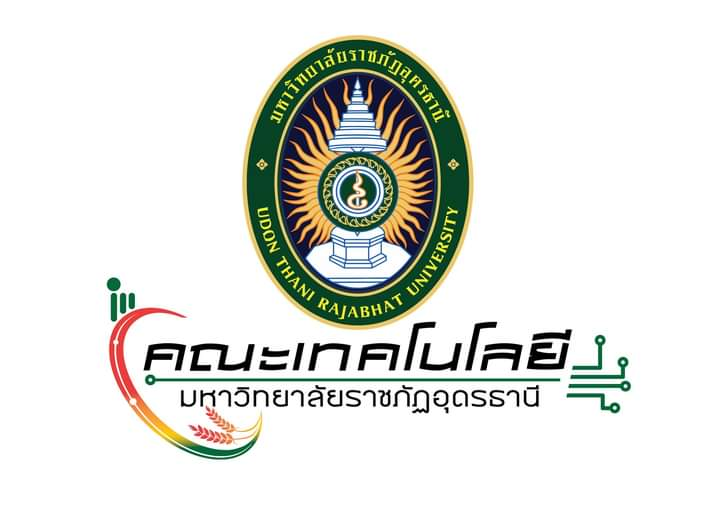 มหาวิทยาลัยราชภัฏอุดรธานี
UDON THANI RAJABHAT UNIVERSITY
คณะเทคโนโลยี
มหาวิทยาลัยราชภัฏอุดรธานี